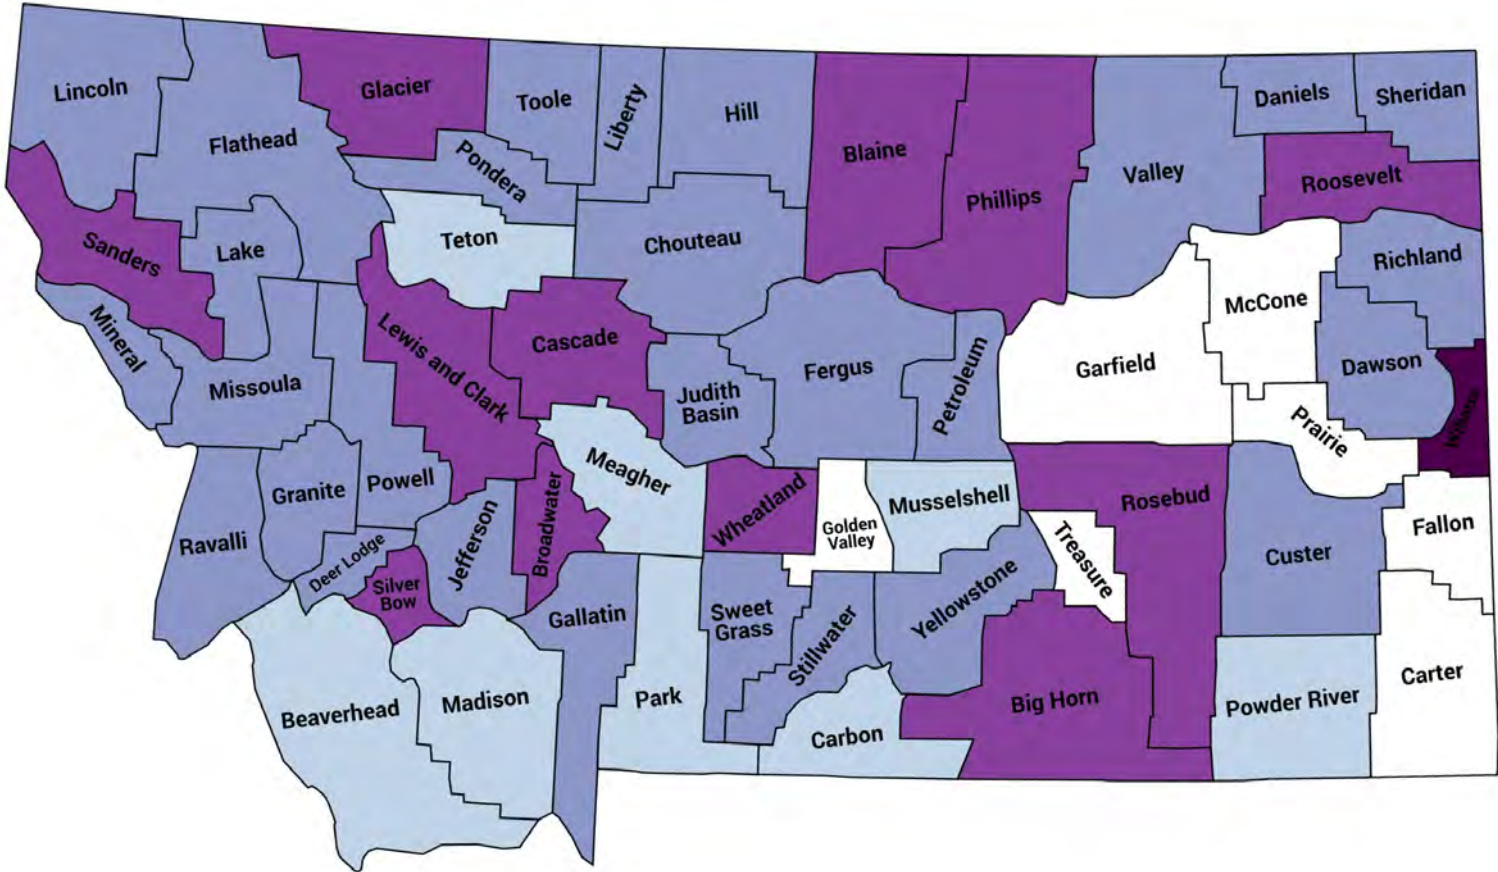 Lincoln
Flathead
Glacier
Toole
Liberty
Hill
Blaine
Phillips
Valley
Daniels
Sheridan
Roosevelt
Pondera
Teton
Chouteau
Sanders
Lake
Richland
McCone
Garfield
Dawson
Wibaux
Mineral
Missoula
Lewis and Clark
Cascade
Judith
Basin
Fergus
Petroleum
Prairie
Powell
Granite
Ravalli
Deer Lodge
Silver
Bow
Jefferson
Broadwater
Meagher
Wheatland
Golden
Valley
Musselshell
Treasure
Rosebud
Custer
Fallon
Beaverhead
Madison
Gallatin
Park
Sweet
Grass
Stillwater
Carbon
Yellowstone
Big Horn
Powder River
Carter